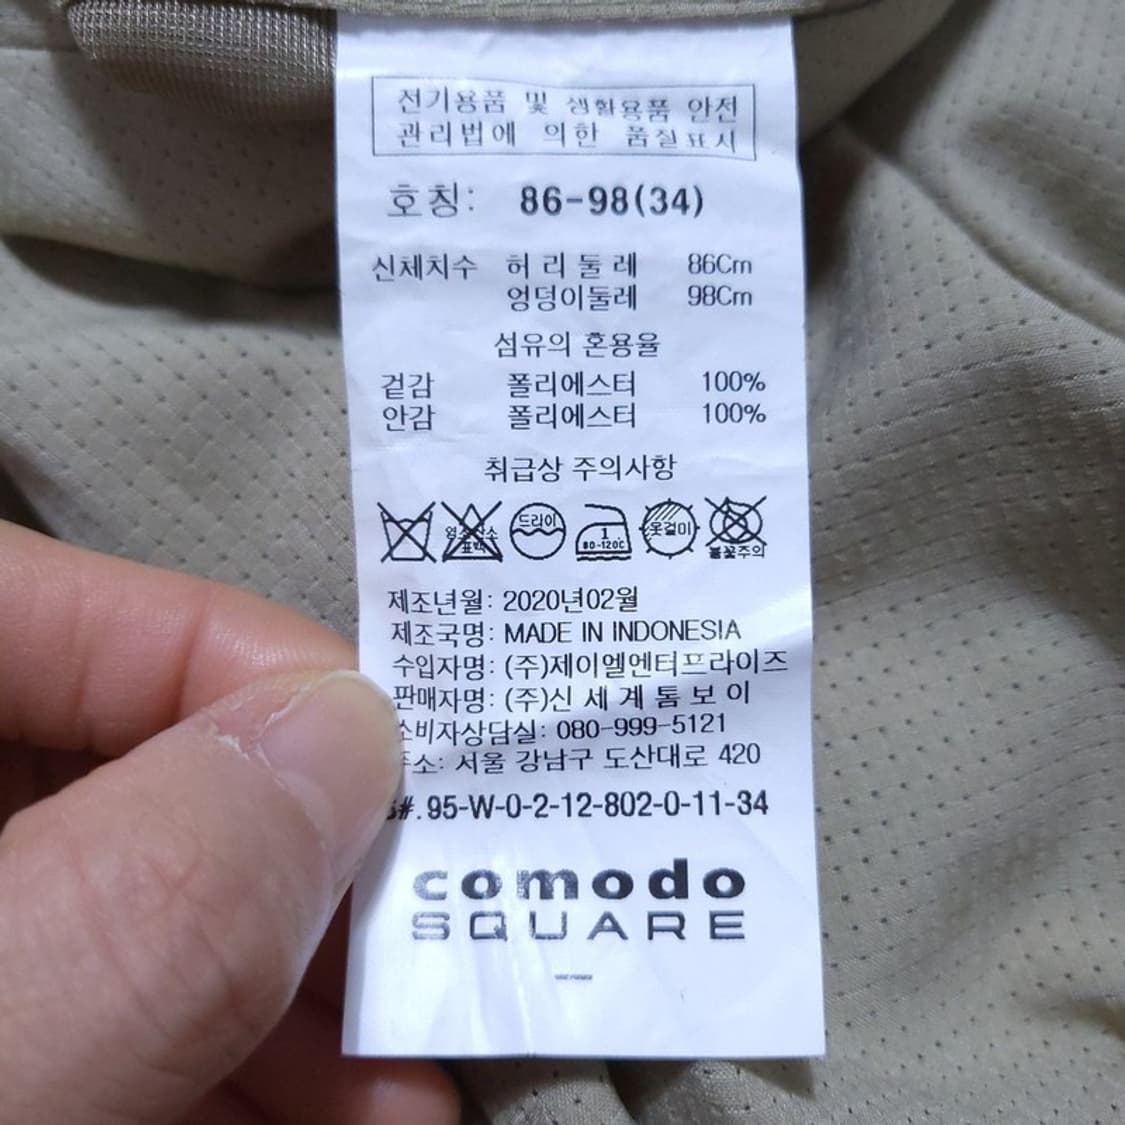 전기용품 및 생활용품 안전
관리법에 의한 품질표시
호칭: 86-98(34)
신체치수 허리둘레 86Cm
엉덩이둘레 98Cm
섬유의 혼용율
겉감 폴리에스터 100%
안감 폴리에스터 100%
취급상 주의사항
드라이 1 80-120C 옷걸이 불꽃주의
표백
제조년월: 2020년02월
제조국명: MADE IN INDONESIA
수입자명: (주)제이엘엔터프라이즈
판매자명: (주)신세계톰보이
소비자상담실: 080-999-5121
주소: 서울 강남구 도산대로 420
S#.95-W-0-2-12-802-0-11-34
comodo
SQUARE